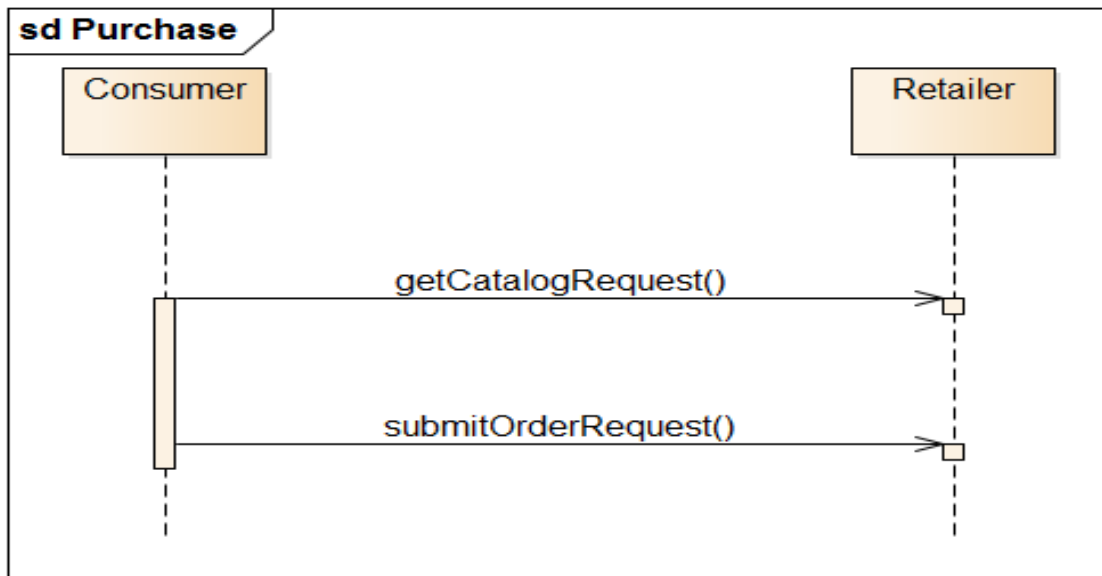 sd Purchase
Consumer
Retailer
getCatalogRequest()
submitOrderRequest()